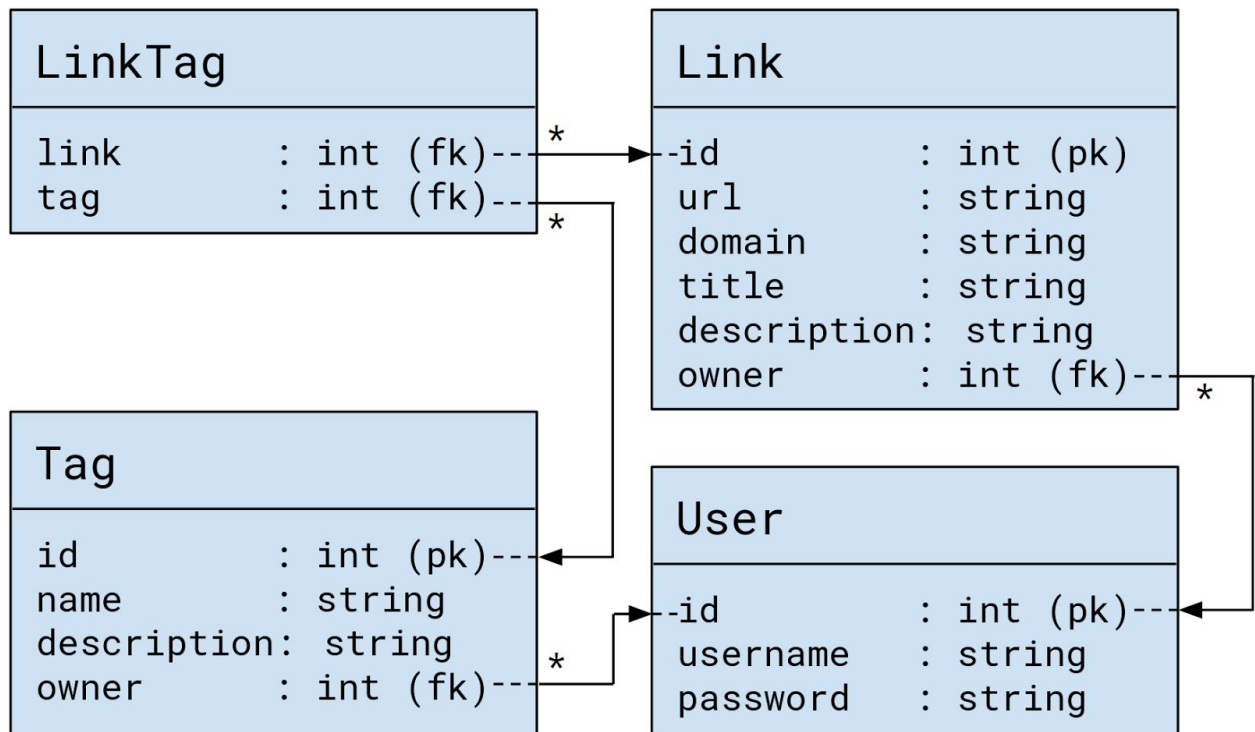 LinkTag
link : int (fk)
*
tag : int (fk)
*
Link
id : int (pk)
url : string
domain : string
title : string
description: string
owner : int (fk)
*
Tag
id : int (pk)
name : string
description: string
owner : int (fk)
*
User
id : int (pk)
username : string
password : string